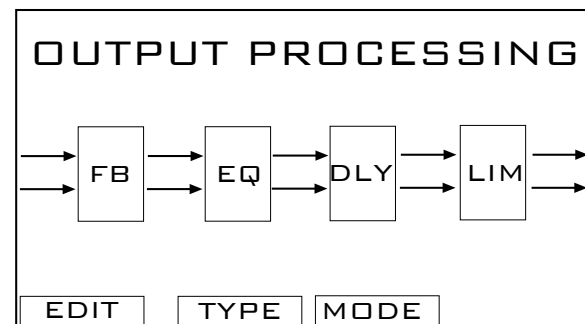 OUTPUT PROCESSING
FB EQ DLY LIM
EDIT TYPE MODE